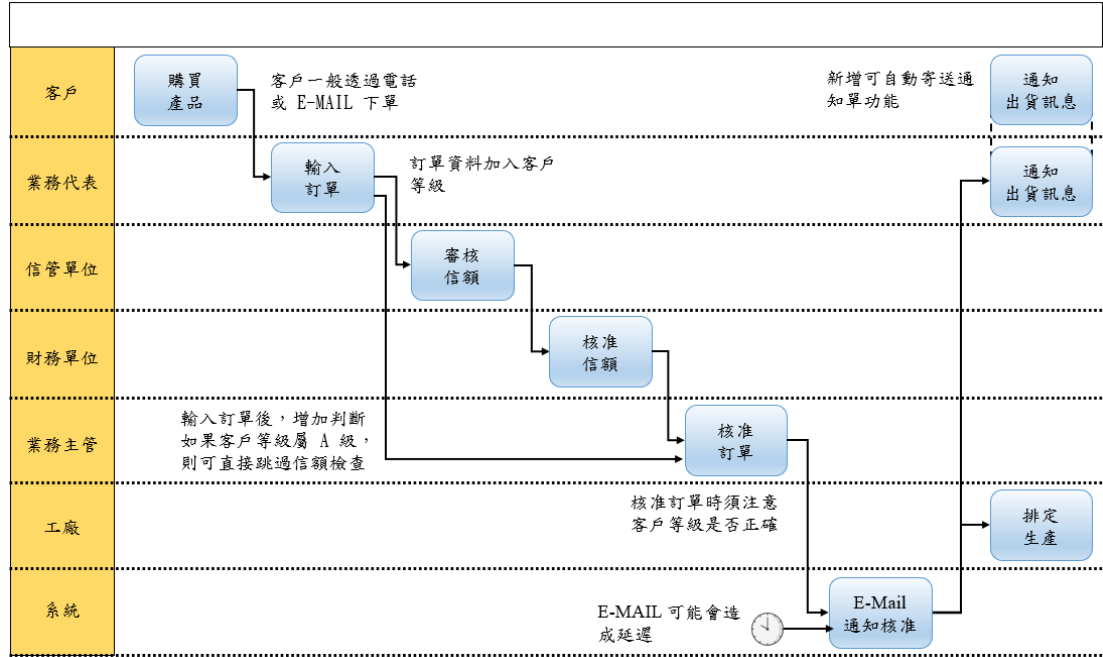 客戶
購買
產品
客戶一般透過電話
或 E-MAIL 下單
新增可自動寄送通
知單功能
通知
出貨訊息
業務代表
輸入
訂單
訂單資料加入客戶
等級
通知
出貨訊息
信管單位
審核
信額
財務單位
核准
信額
業務主管
輸入訂單後，增加判斷
如果客戶等級屬 A 級，
則可直接跳過信額檢查
核准
訂單
工廠
核准訂單時須注意
客戶等級是否正確
排定
生產
系統
E-MAIL 可能會造
成延遲
E-Mail
通知核准